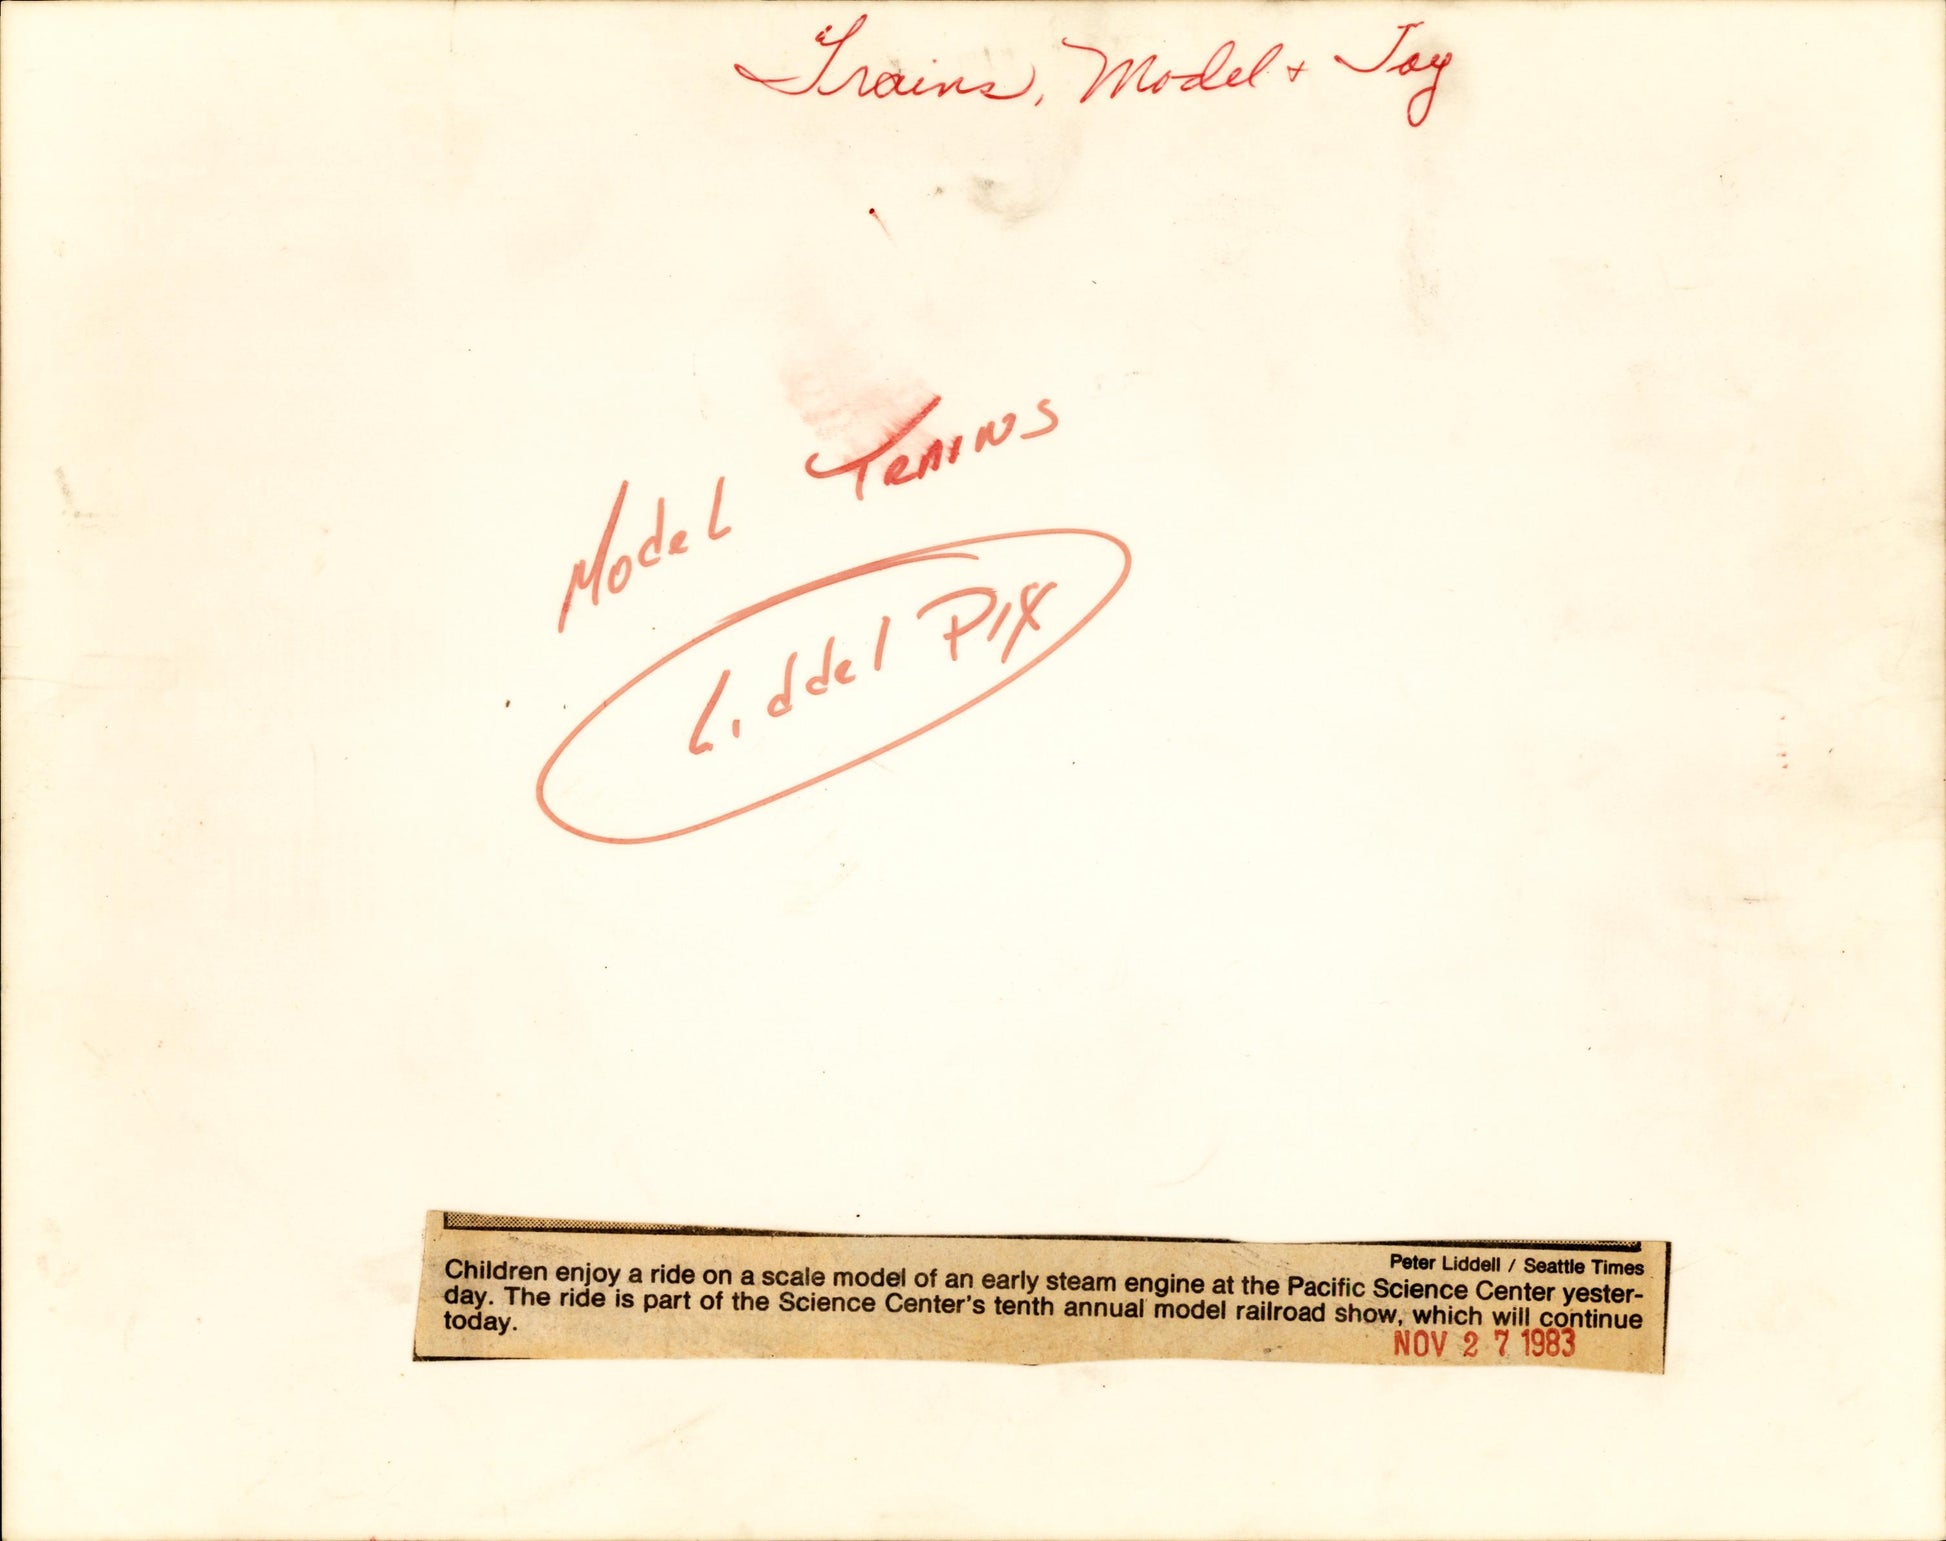 Trains, Model + Toy
Model Trains
Liddel Pix
Peter Liddell / Seattle Times
Children enjoy a ride on a scale model of an early steam engine at the Pacific Science Center yester-
day. The ride is part of the Science Center's tenth annual model railroad show, which will continue
today.
NOV 27 1983